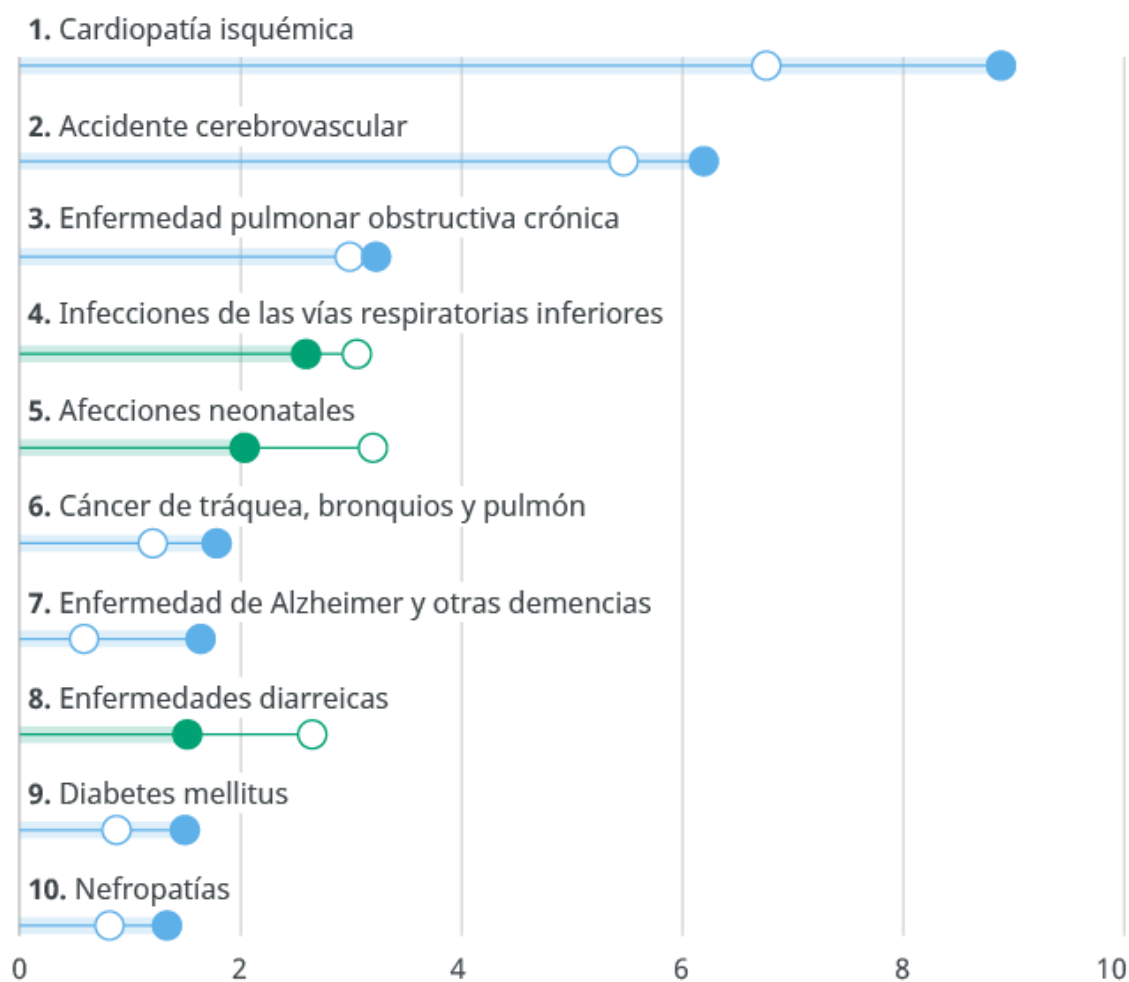 1. Cardiopatía isquémica
2. Accidente cerebrovascular
3. Enfermedad pulmonar obstructiva crónica
4. Infecciones de las vías respiratorias inferiores
5. Afecciones neonatales
6. Cáncer de tráquea, bronquios y pulmón
7. Enfermedad de Alzheimer y otras demencias
8. Enfermedades diarreicas
9. Diabetes mellitus
10. Nefropatías
0 2 4 6 8 10